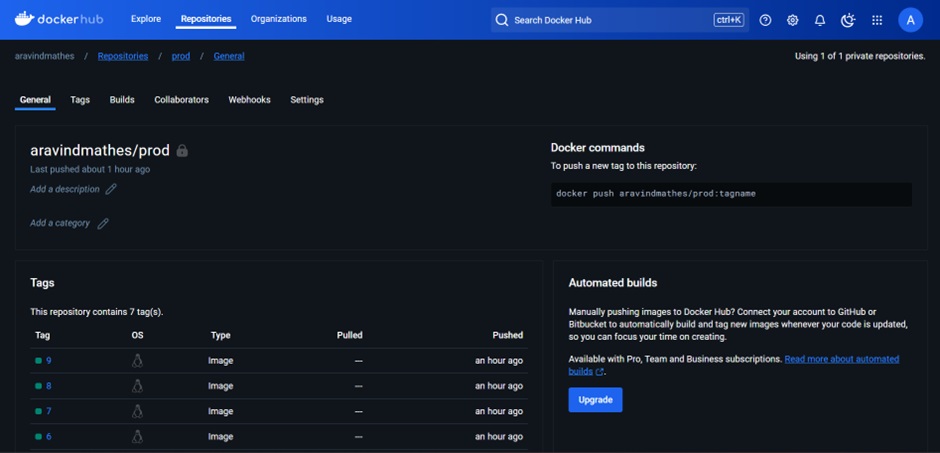 dockerhub Explore Repositories Organizations Usage Search Docker Hub ctrl+K A
aravindmathes / Repositories / prod / General Using 1 of 1 private repositories.
General Tags Builds Collaborators Webhooks Settings
aravindmathes/prod
Last pushed about 1 hour ago
Add a description
Add a category
Docker commands
To push a new tag to this repository:
docker push aravindmathes/prod:tagname
Tags
This repository contains 7 tag(s).
Tag OS Type Pulled Pushed
9 Image --- an hour ago
8 Image --- an hour ago
7 Image --- an hour ago
6 Image --- an hour ago
Automated builds
Manually pushing images to Docker Hub? Connect your account to GitHub or
Bitbucket to automatically build and tag new images whenever your code is updated,
so you can focus your time on creating.
Available with Pro, Team and Business subscriptions. Read more about automated
builds.
Upgrade